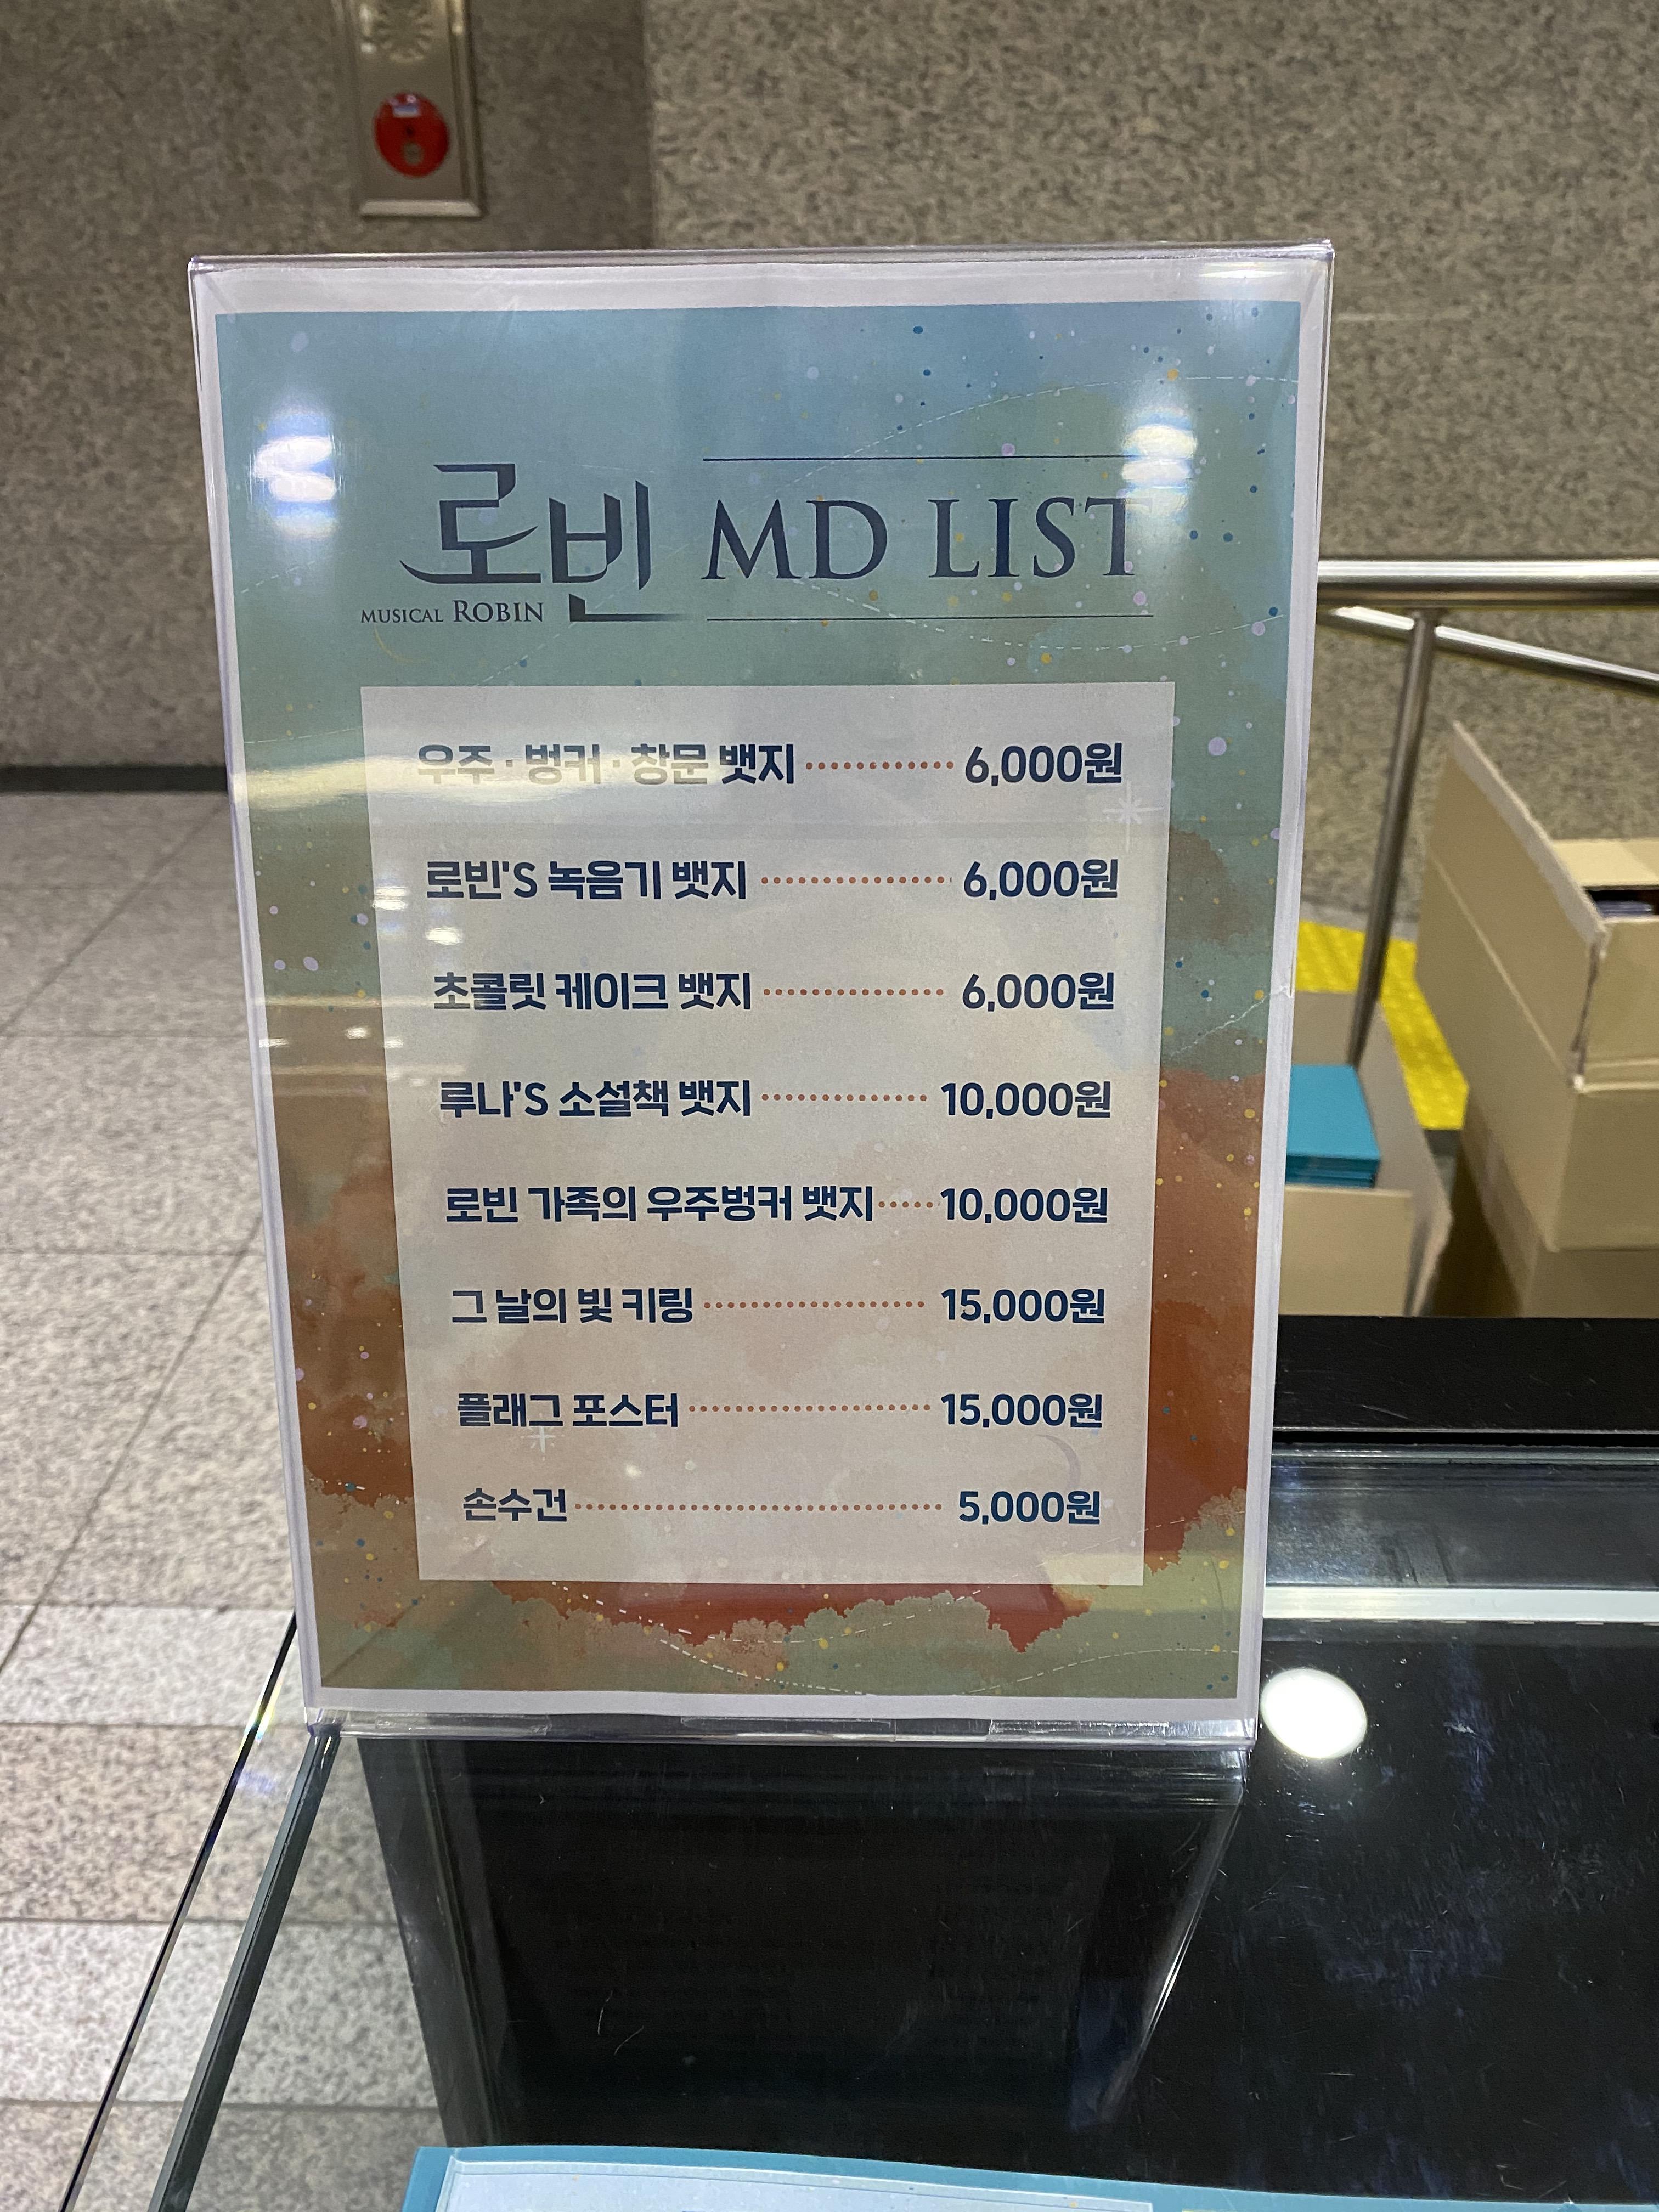 로빈 MD LIST
MUSICAL ROBIN
우주 · 벙커 · 창문 뱃지 6,000원
로빈'S 녹음기 뱃지 6,000원
초콜릿 케이크 뱃지 6,000원
루나'S 소설책 뱃지 10,000원
로빈 가족의 우주벙커 뱃지 10,000원
그 날의 빛 키링 15,000원
플래그 포스터 15,000원
손수건 5,000원